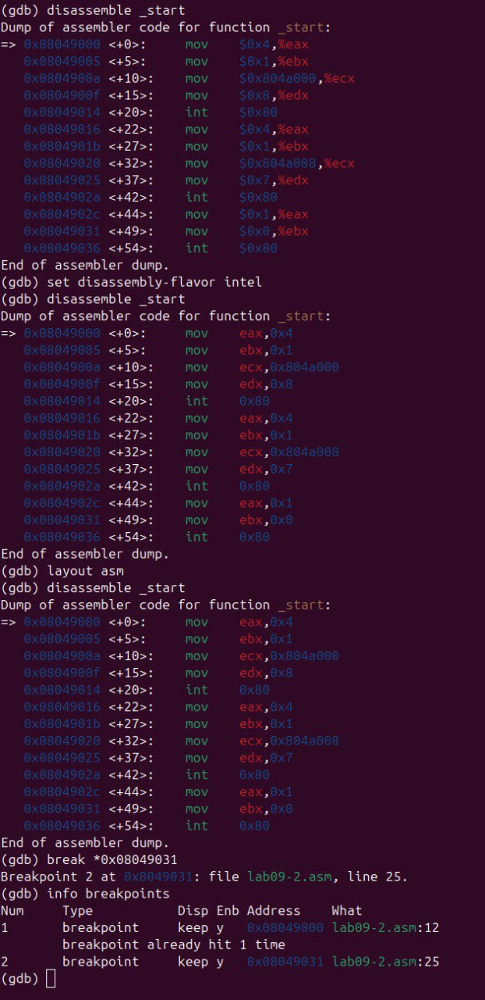 (gdb) disassemble _start
Dump of assembler code for function _start:
=> 0x08049000 <+0>:     mov    $0x4,%eax
   0x08049005 <+5>:     mov    $0x1,%ebx
   0x0804900a <+10>:    mov    $0x804a000,%ecx
   0x0804900f <+15>:    mov    $0x8,%edx
   0x08049014 <+20>:    int    $0x80
   0x08049016 <+22>:    mov    $0x4,%eax
   0x0804901b <+27>:    mov    $0x1,%ebx
   0x08049020 <+32>:    mov    $0x804a008,%ecx
   0x08049025 <+37>:    mov    $0x7,%edx
   0x0804902a <+42>:    int    $0x80
   0x0804902c <+44>:    mov    $0x1,%eax
   0x08049031 <+49>:    mov    $0x0,%ebx
   0x08049036 <+54>:    int    $0x80
End of assembler dump.
(gdb) set disassembly-flavor intel
(gdb) disassemble _start
Dump of assembler code for function _start:
=> 0x08049000 <+0>:     mov    eax,0x4
   0x08049005 <+5>:     mov    ebx,0x1
   0x0804900a <+10>:    mov    ecx,0x804a000
   0x0804900f <+15>:    mov    edx,0x8
   0x08049014 <+20>:    int    0x80
   0x08049016 <+22>:    mov    eax,0x4
   0x0804901b <+27>:    mov    ebx,0x1
   0x08049020 <+32>:    mov    ecx,0x804a008
   0x08049025 <+37>:    mov    edx,0x7
   0x0804902a <+42>:    int    0x80
   0x0804902c <+44>:    mov    eax,0x1
   0x08049031 <+49>:    mov    ebx,0x0
   0x08049036 <+54>:    int    0x80
End of assembler dump.
(gdb) layout asm
(gdb) disassemble _start
Dump of assembler code for function _start:
=> 0x08049000 <+0>:     mov    eax,0x4
   0x08049005 <+5>:     mov    ebx,0x1
   0x0804900a <+10>:    mov    ecx,0x804a000
   0x0804900f <+15>:    mov    edx,0x8
   0x08049014 <+20>:    int    0x80
   0x08049016 <+22>:    mov    eax,0x4
   0x0804901b <+27>:    mov    ebx,0x1
   0x08049020 <+32>:    mov    ecx,0x804a008
   0x08049025 <+37>:    mov    edx,0x7
   0x0804902a <+42>:    int    0x80
   0x0804902c <+44>:    mov    eax,0x1
   0x08049031 <+49>:    mov    ebx,0x0
   0x08049036 <+54>:    int    0x80
End of assembler dump.
(gdb) break *0x08049031
Breakpoint 2 at 0x8049031: file lab09-2.asm, line 25.
(gdb) info breakpoints
Num     Type           Disp Enb Address    What
1       breakpoint     keep y   0x08049000 lab09-2.asm:12
        breakpoint already hit 1 time
2       breakpoint     keep y   0x08049031 lab09-2.asm:25
(gdb)